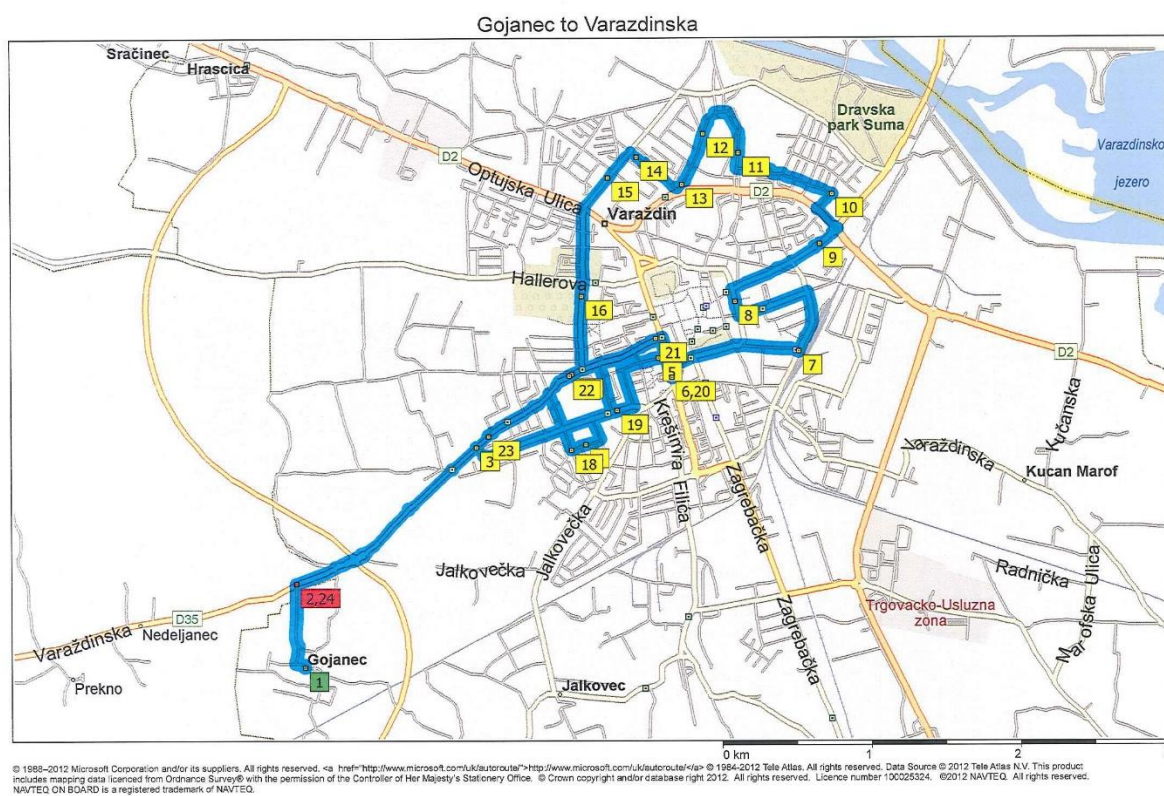 Gojanec to Varazdinska
Sračinec
Hrascica
Dravska
park Suma
D2
12
Varazdinsko
jezero
14
11
Optujska Ulica
15
13
D2
10
Varaždin
9
Hallerova
16
8
21
7
D2
5
22
6,20
19
3
23
18
Krešimira Filića
Zagrebačka
Varaždinska
Kučanska
Kucan Marof
Jalkovečka
Jalkovečka
Radnička
2,24
Trgovacko-Usluzna
zona
Zagrebačka
Marofska Ulica
D35
Varaždinska
Nedeljanec
Gojanec
1
Prekno
Jalkovec
0 km
1
2
© 1988–2012 Microsoft Corporation and/or its suppliers. All rights reserved. <a href="http://www.microsoft.com/uk/autoroute/">http://www.microsoft.com/uk/autoroute/</a> © 1984-2012 Tele Atlas. All rights reserved. Data Source © 2012 Tele Atlas N.V. This product
includes mapping data licenced from Ordnance Survey® with the permission of the Controller of Her Majesty's Stationery Office. © Crown copyright and/or database right 2012. All rights reserved. Licence number 100025324. ©2012 NAVTEQ. All rights reserved.
NAVTEQ ON BOARD is a registered trademark of NAVTEQ.